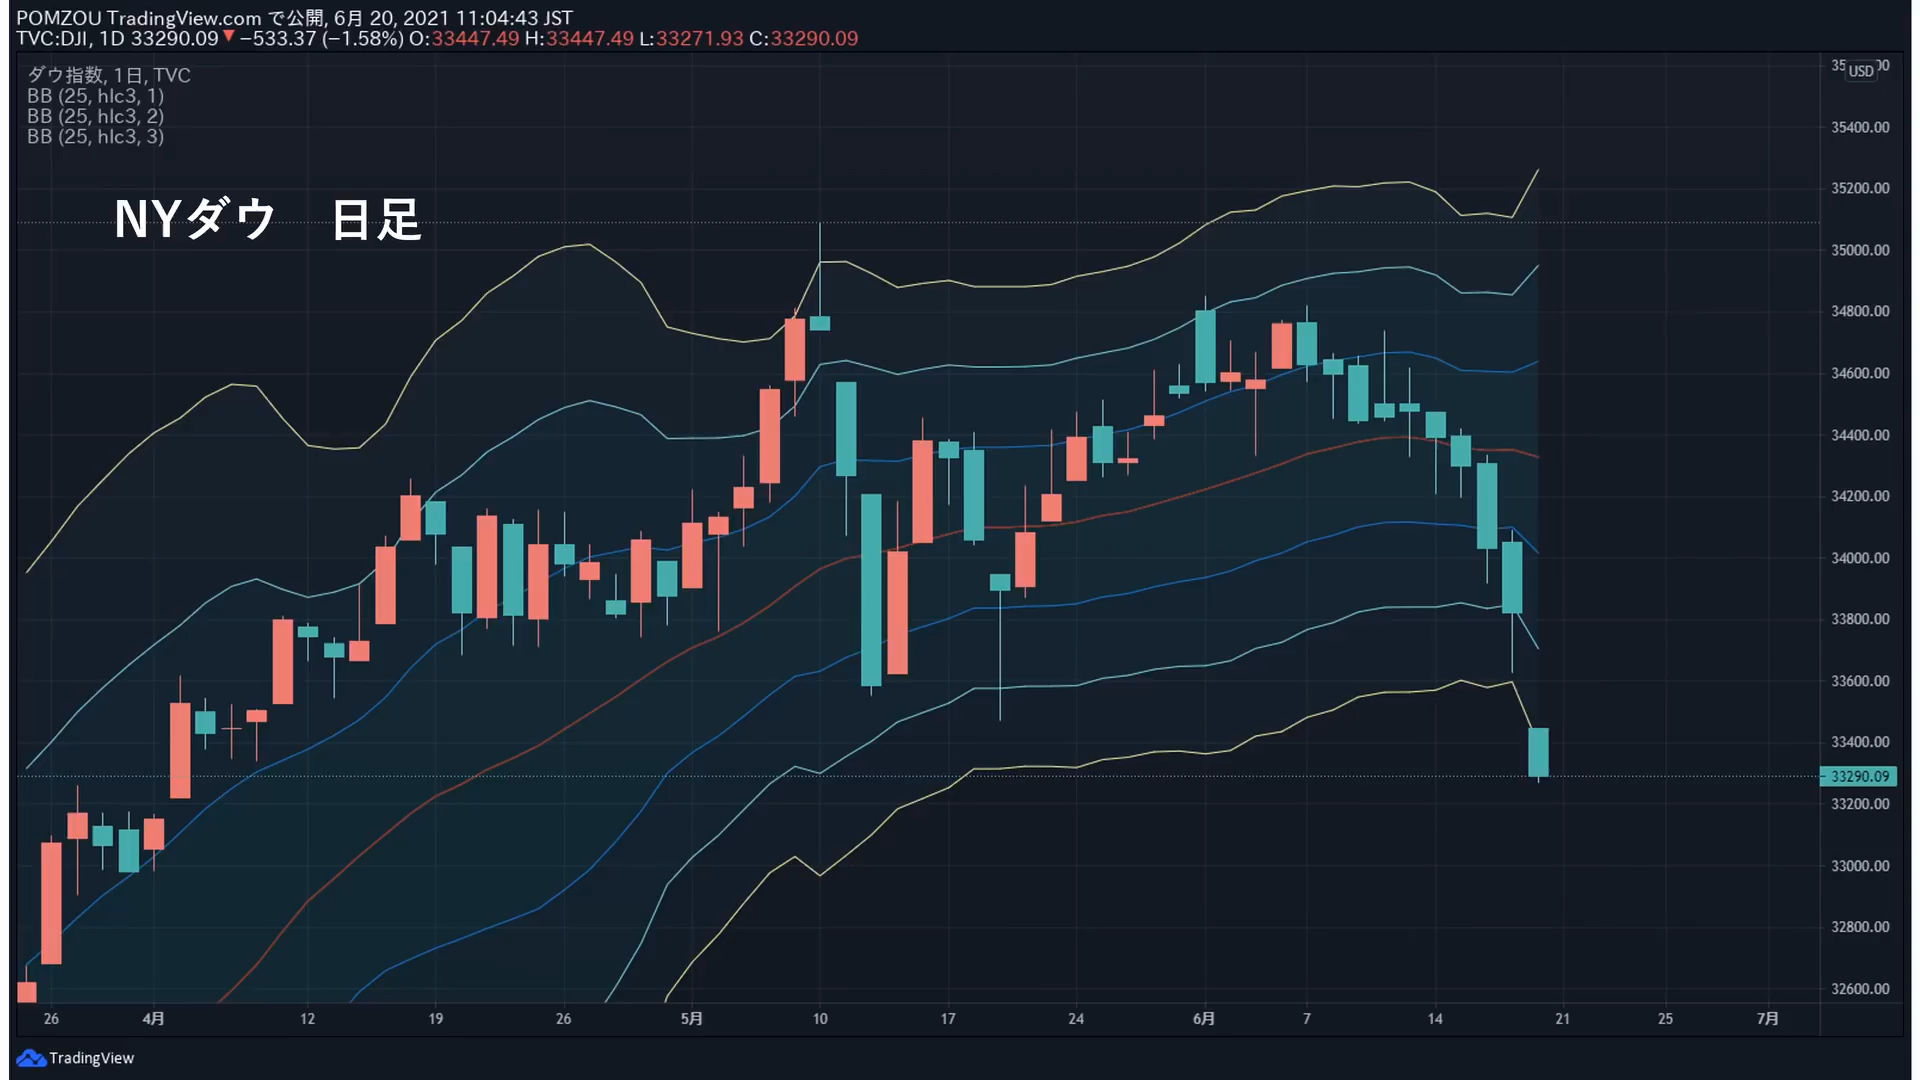 POMZOU TradingView.com で公開, 6月 20, 2021 11:04:43 JST
TVC:DJI, 1D 33290.09 ▼ −533.37 (−1.58%) O:33447.49 H:33447.49 L:33271.93 C:33290.09
ダウ指数, 1日, TVC
BB (25, hlc3, 1)
BB (25, hlc3, 2)
BB (25, hlc3, 3)
NYダウ 日足
USD
35400.00
35200.00
35000.00
34800.00
34600.00
34400.00
34200.00
34000.00
33800.00
33600.00
33400.00
33290.09
33200.00
33000.00
32800.00
32600.00
26 4月 12 19 26 5月 10 17 24 6月 7 14 21 25 7月
TradingView